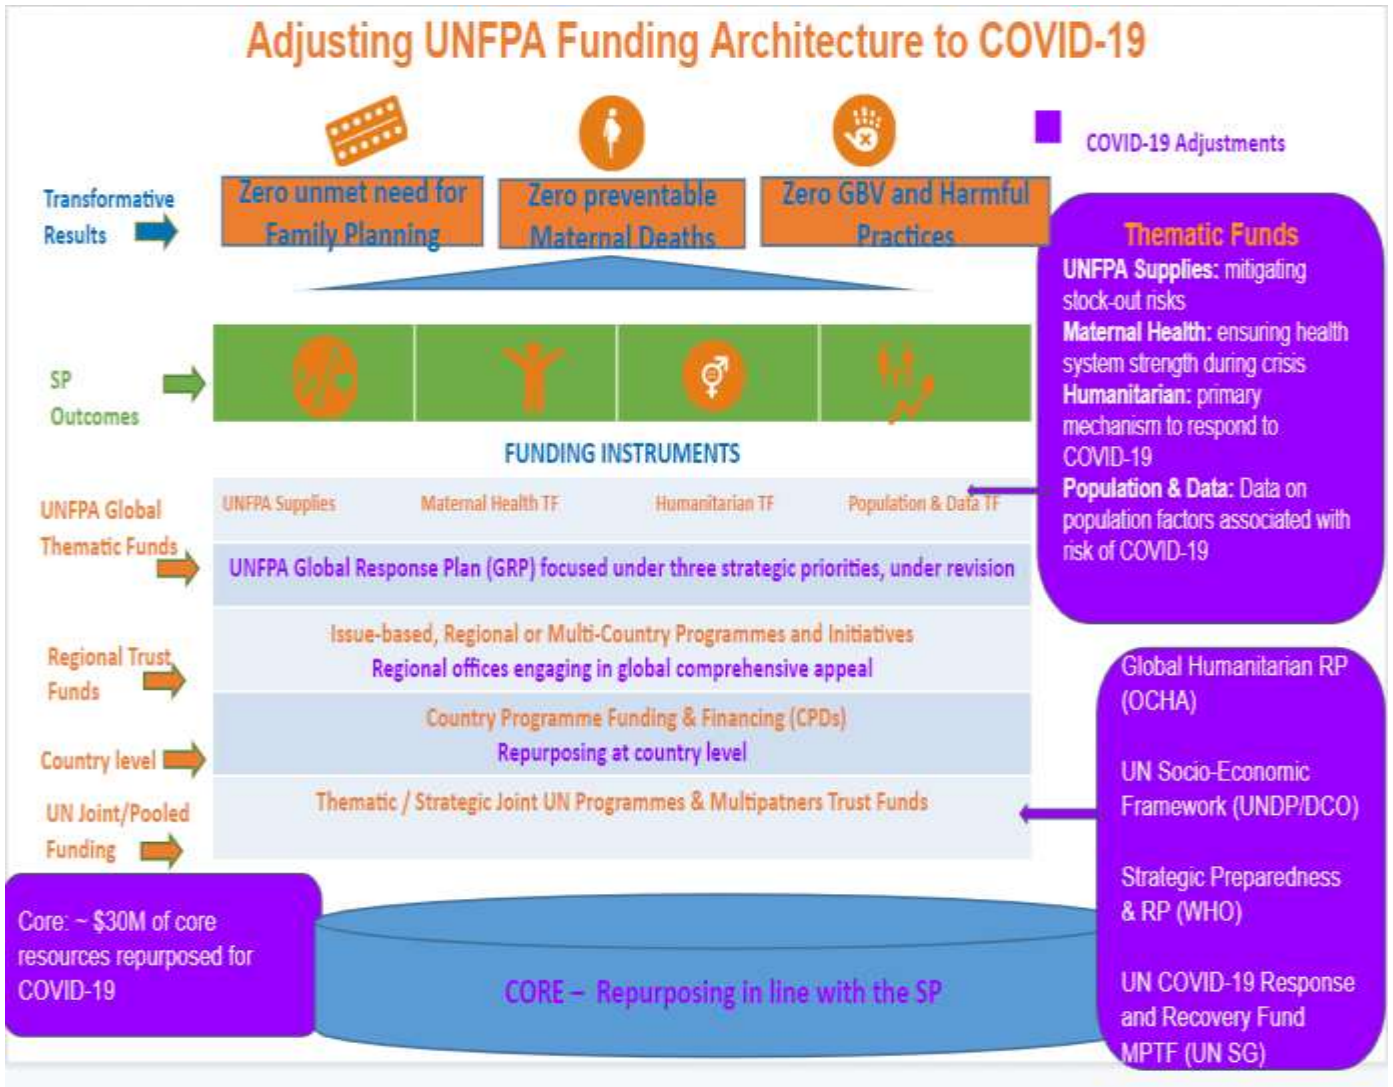 Adjusting UNFPA Funding Architecture to COVID-19
COVID-19 Adjustments
Transformative
Results
Zero unmet need for
Family Planning
Zero preventable
Maternal Deaths
Zero GBV and Harmful
Practices
Thematic Funds
UNFPA Supplies: mitigating
stock-out risks
Maternal Health: ensuring health
system strength during crisis
Humanitarian: primary
mechanism to respond to
COVID-19
Population & Data: Data on
population factors associated with
risk of COVID-19
SP
Outcomes
FUNDING INSTRUMENTS
UNFPA Global
Thematic Funds
UNFPA Supplies
Maternal Health TF
Humanitarian TF
Population & Data TF
UNFPA Global Response Plan (GRP) focused under three strategic priorities, under revision
Regional Trust
Funds
Issue-based, Regional or Multi-Country Programmes and Initiatives
Regional offices engaging in global comprehensive appeal
Country level
Country Programme Funding & Financing (CPDs)
Repurposing at country level
UN Joint/Pooled
Funding
Thematic / Strategic Joint UN Programmes & Multipatners Trust Funds
Global Humanitarian RP
(OCHA)
UN Socio-Economic
Framework (UNDP/DCO)
Strategic Preparedness
& RP (WHO)
UN COVID-19 Response
and Recovery Fund
MPTF (UN SG)
Core: ~ $30M of core
resources repurposed for
COVID-19
CORE – Repurposing in line with the SP